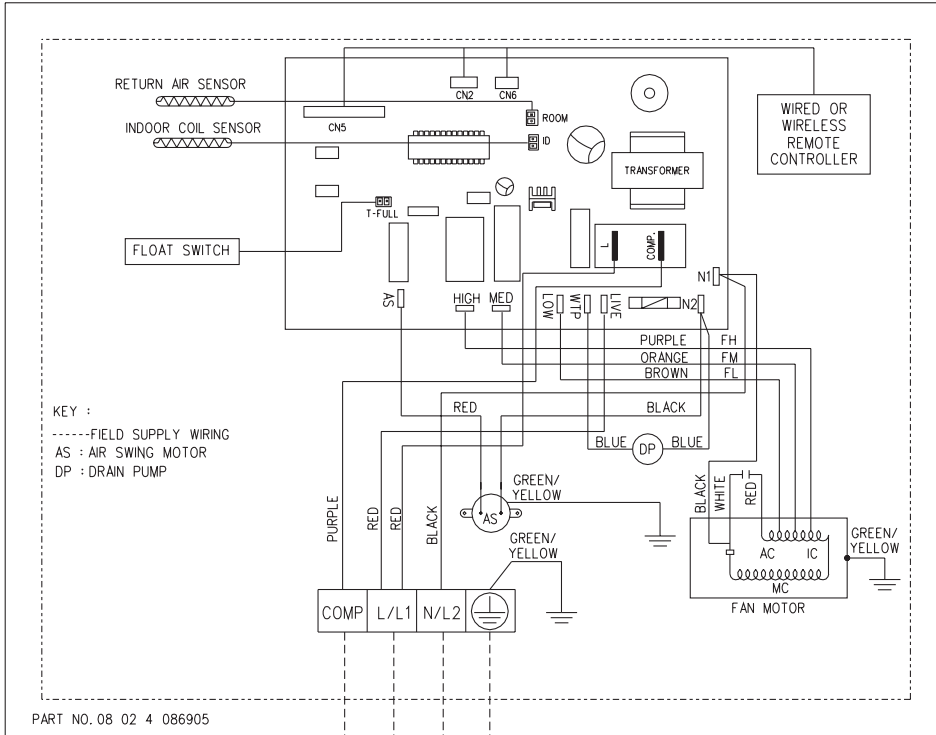 RETURN AIR SENSOR
INDOOR COIL SENSOR
CN5
CN2
CN6
ROOM
ID
TRANSFORMER
WIRED OR
WIRELESS
REMOTE
CONTROLLER
T-FULL
FLOAT SWITCH
L
COMP.
N1
AS
HIGH
MED
LOW
WTP
LIVE
N2
PURPLE FH
ORANGE FM
BROWN FL
RED
BLACK
BLUE
DP
BLUE
KEY :
------FIELD SUPPLY WIRING
AS : AIR SWING MOTOR
DP : DRAIN PUMP
PURPLE
RED
RED
BLACK
AS
GREEN/
YELLOW
GREEN/
YELLOW
BLACK
WHITE
RED
AC
IC
MC
GREEN/
YELLOW
FAN MOTOR
COMP
L/L1
N/L2
PART NO. 08 02 4 086905